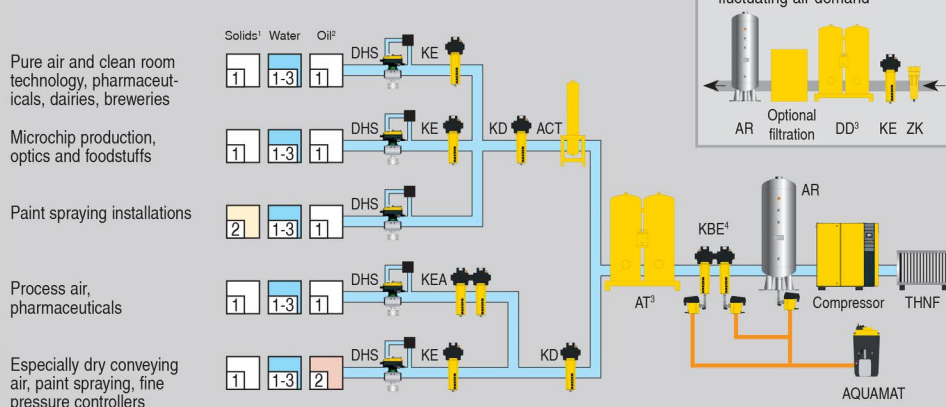 fluctuating air demand
AR
Optional
filtration
DD³
KE
ZK
Solids¹ Water Oil²
Pure air and clean room
technology, pharmaceut-
icals, dairies, breweries
1 1-3 1
DHS
KE
Microchip production,
optics and foodstuffs
1 1-3 1
DHS
KE
KD
ACT
Paint spraying installations
2 1-3 1
DHS
Process air,
pharmaceuticals
1 1-3 1
DHS
KEA
Especially dry conveying
air, paint spraying, fine
pressure controllers
1 1-3 2
DHS
KE
KD
AT³
KBE⁴
AR
Compressor
THNF
AQUAMAT